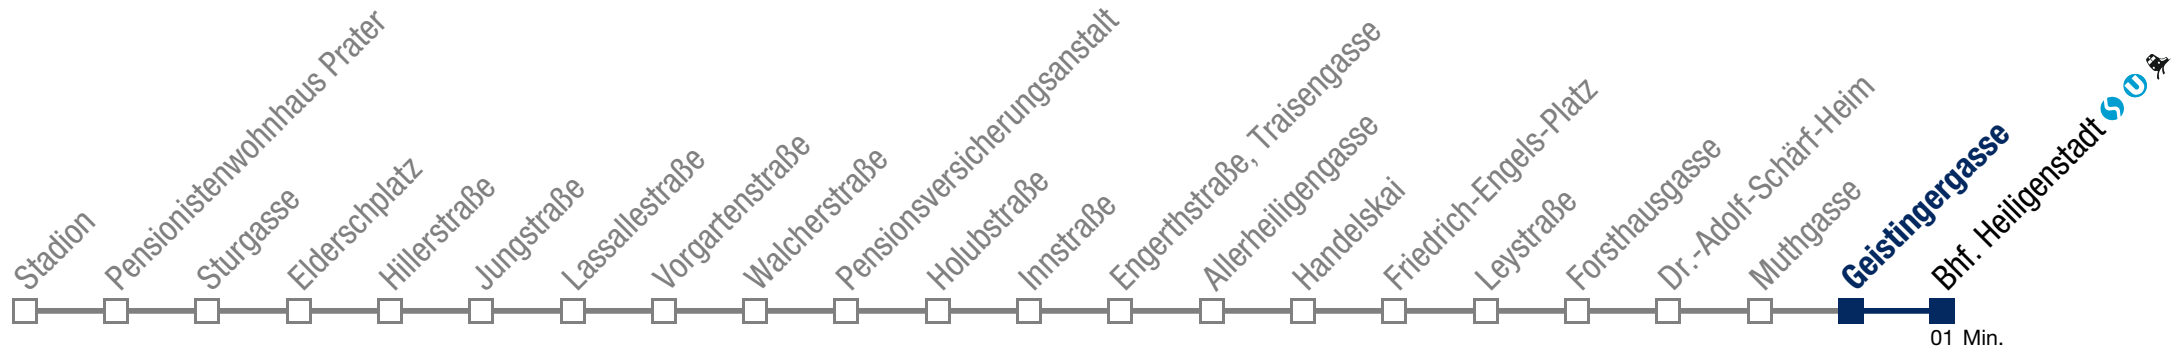 Stadion
Pensionistenwohnhaus Prater
Sturgasse
Elderschplatz
Hillerstraße
Jungstraße
Lassallestraße
Vorgartenstraße
Walcherstraße
Pensionsversicherungsanstalt
Holubstraße
Innstraße
Engerthstraße, Traisengasse
Allerheiligengasse
Handelskai
Friedrich-Engels-Platz
Leystraße
Forsthausgasse
Dr.-Adolf-Schärf-Heim
Muthgasse
Geistingergasse
Bhf. Heiligenstadt S U
01 Min.